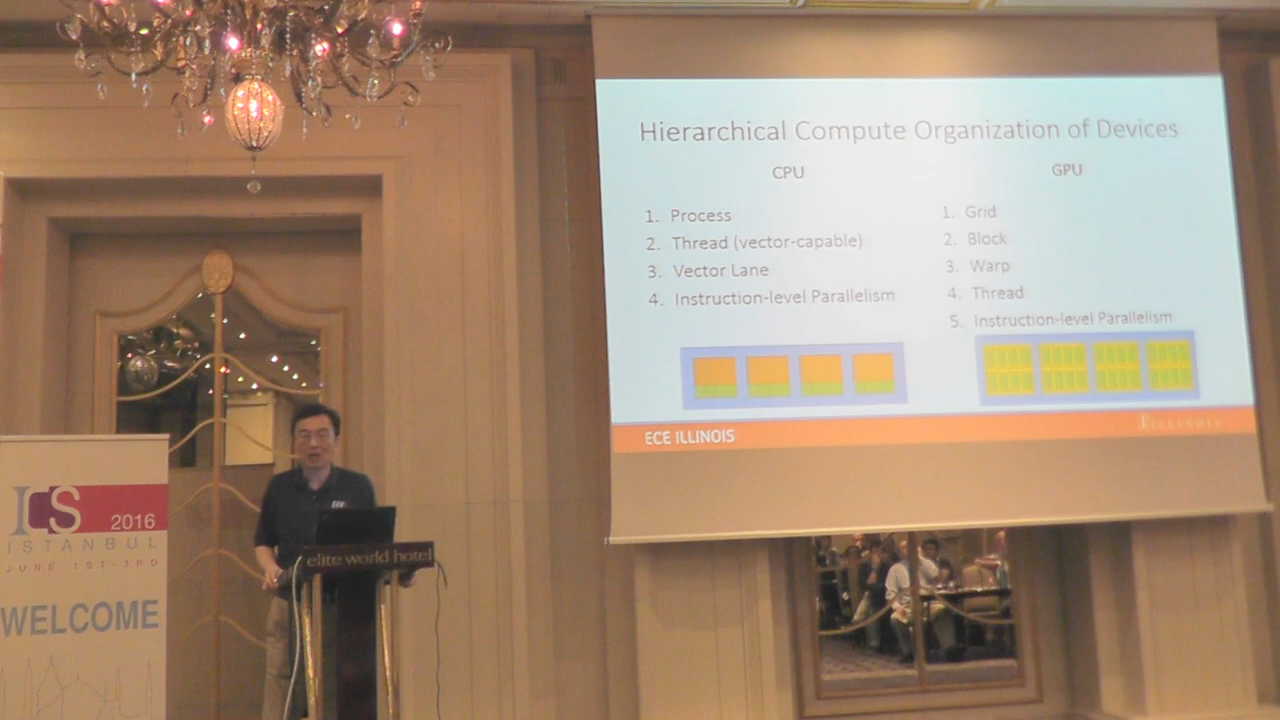 Hierarchical Compute Organization of Devices
CPU
1. Process
2. Thread (vector-capable)
3. Vector Lane
4. Instruction-level Parallelism
GPU
1. Grid
2. Block
3. Warp
4. Thread
5. Instruction-level Parallelism
ECE ILLINOIS
ILLINOIS
ICS
2016
ISTANBUL
JUNE 1ST-3RD
WELCOME
elite world hotel